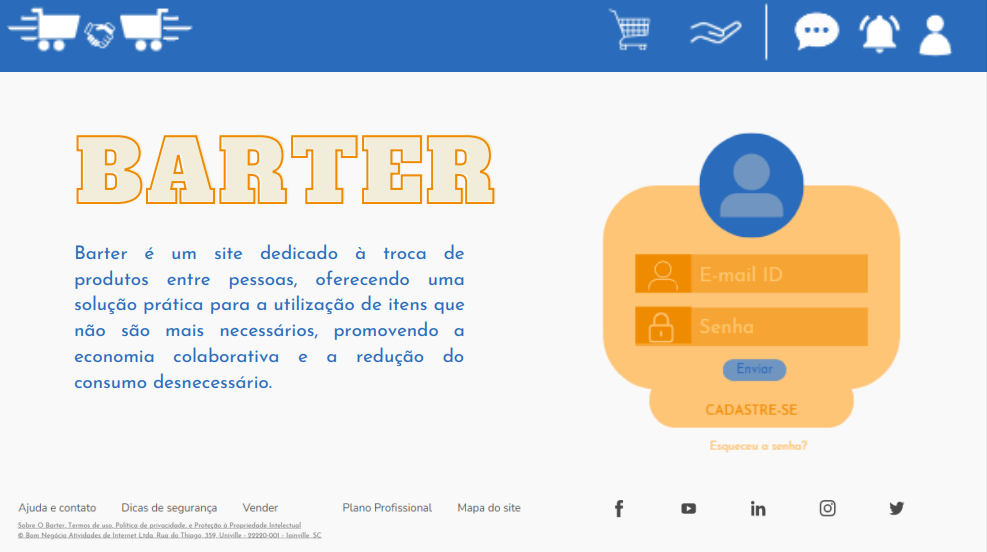 BARTER
Barter é um site dedicado à troca de
produtos entre pessoas, oferecendo uma
solução prática para a utilização de itens que
não são mais necessários, promovendo a
economia colaborativa e a redução do
consumo desnecessário.
E-mail ID
Senha
Enviar
CADASTRE-SE
Esqueceu a senha?
Ajuda e contato Dicas de segurança Vender Plano Profissional Mapa do site
Sobre O Barter, Termos de uso, Política de privacidade, e Proteção à Propriedade Intelectual
© Bom Negócio Atividades de Internet Ltda. Rua do Thiago, 359, Univille - 22220-001 - Joinville, SC